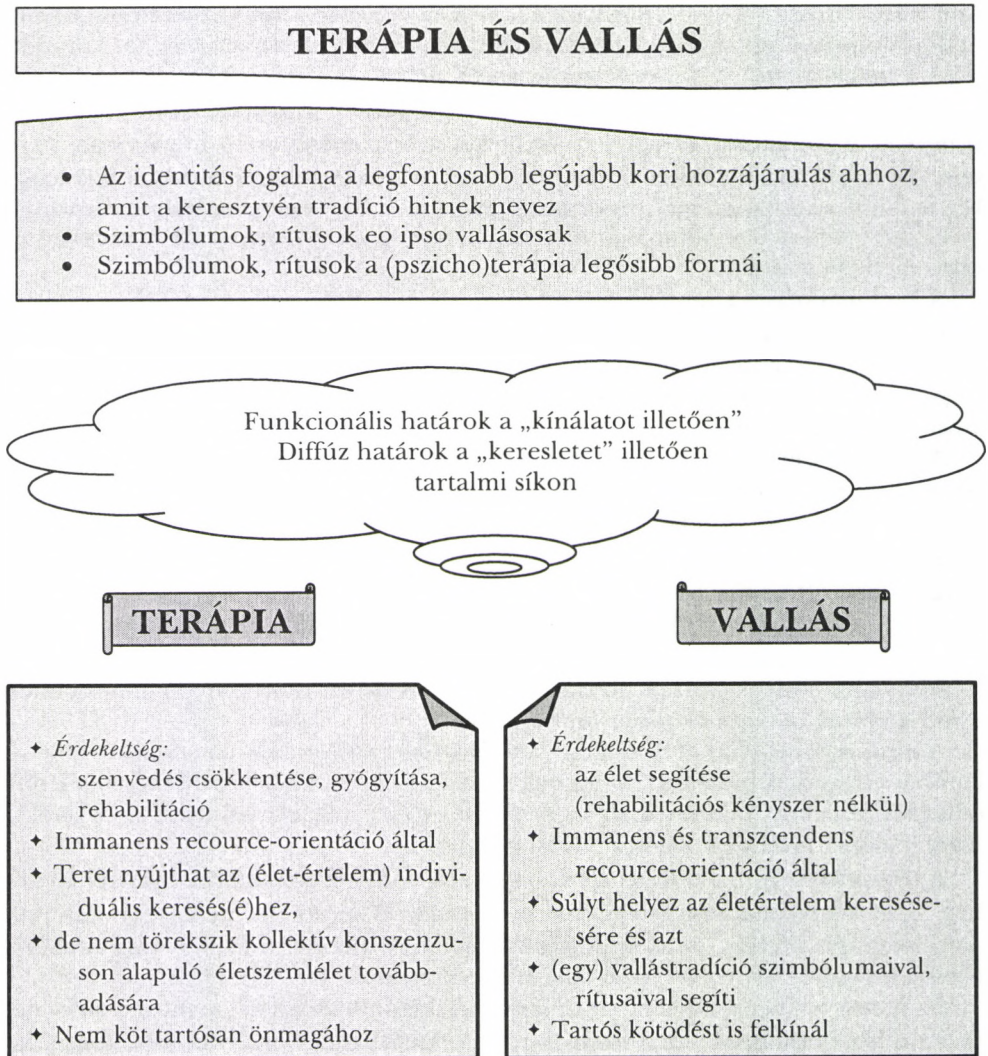 TERÁPIA ÉS VALLÁS
• Az identitás fogalma a legfontosabb legújabb kori hozzájárulás ahhoz,
amit a keresztyén tradíció hitnek nevez
• Szimbólumok, rítusok eo ipso vallásosak
• Szimbólumok, rítusok a (pszicho)terápia legősibb formái
Funkcionális határok a „kínálatot illetően”
Diffúz határok a „keresletet” illetően
tartalmi síkon
TERÁPIA
✦ Érdekeltség:
szenvedés csökkentése, gyógyítása,
rehabilitáció
✦ Immanens recource-orientáció által
✦ Teret nyújthat az (élet-értelem) indivi-
duális keresés(é)hez,
✦ de nem törekszik kollektív konszenzu-
son alapuló életszemlélet tovább-
adására
✦ Nem köt tartósan önmagához
VALLÁS
✦ Érdekeltség:
az élet segítése
(rehabilitációs kényszer nélkül)
✦ Immanens és transzcendens
recource-orientáció által
✦ Súlyt helyez az életértelem keresése-
sére és azt
✦ (egy) vallástradíció szimbólumaival,
rítusaival segíti
✦ Tartós kötödést is felkínál